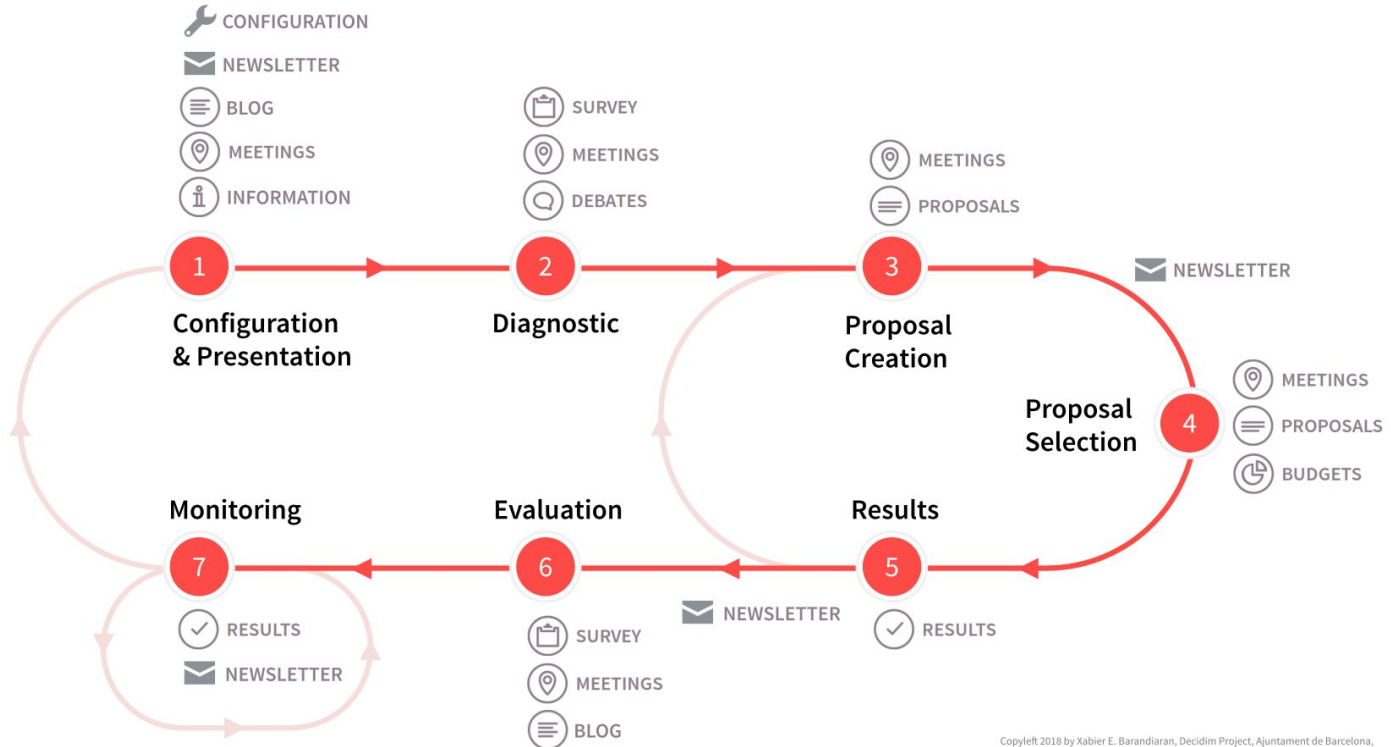 CONFIGURATION
NEWSLETTER
BLOG
MEETINGS
INFORMATION
1
Configuration
& Presentation
SURVEY
MEETINGS
DEBATES
2
Diagnostic
MEETINGS
PROPOSALS
3
Proposal
Creation
NEWSLETTER
Proposal
Selection
4
MEETINGS
PROPOSALS
BUDGETS
Results
5
RESULTS
NEWSLETTER
Evaluation
6
SURVEY
MEETINGS
BLOG
Monitoring
7
RESULTS
NEWSLETTER
Copyleft 2018 by Xabier E. Barandiaran, Decidim Project, Ajuntament de Barcelona,